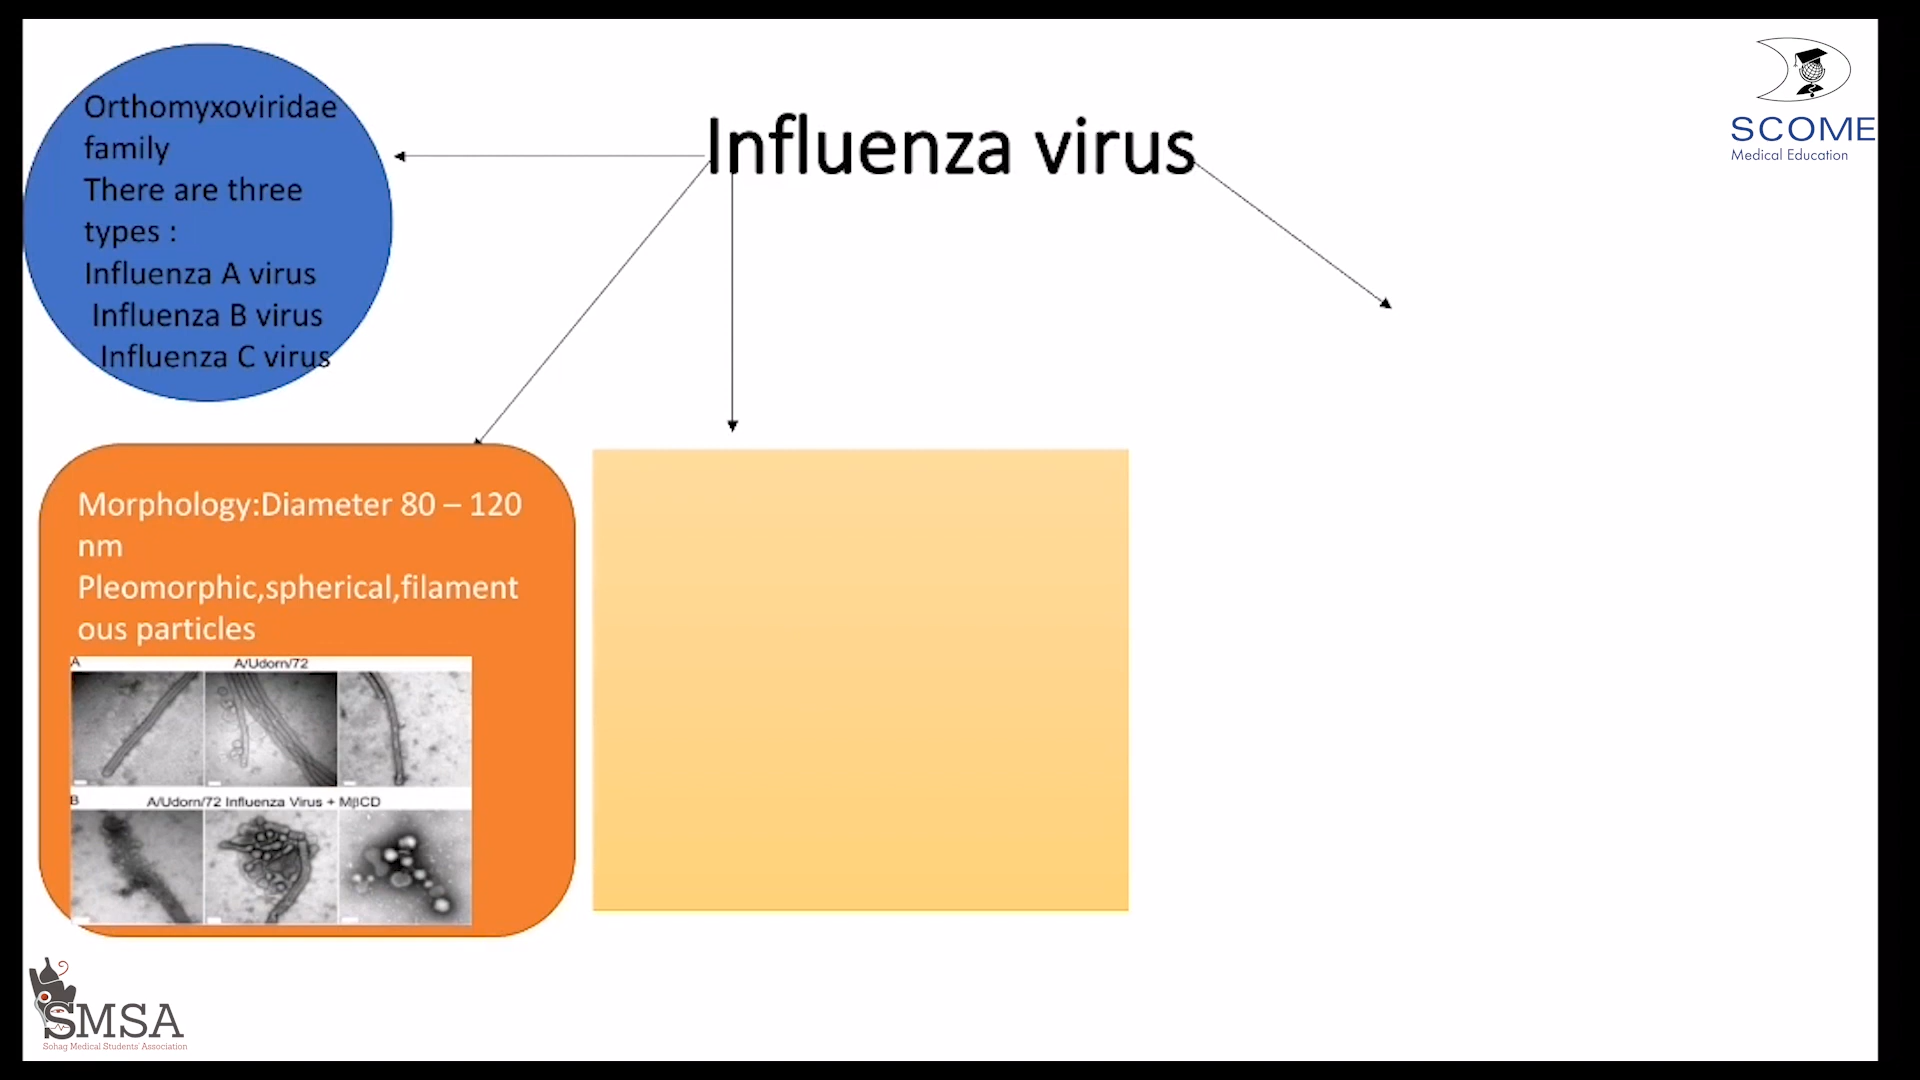 Influenza virus
Orthomyxoviridae
family
There are three
types :
Influenza A virus
Influenza B virus
Influenza C virus
SCOME
Medical Education
Morphology:Diameter 80 – 120
nm
Pleomorphic,spherical,filament
ous particles
A A/Udorn/72
B A/Udorn/72 Influenza Virus + MβCD
SMSA
Sohag Medical Students' Association